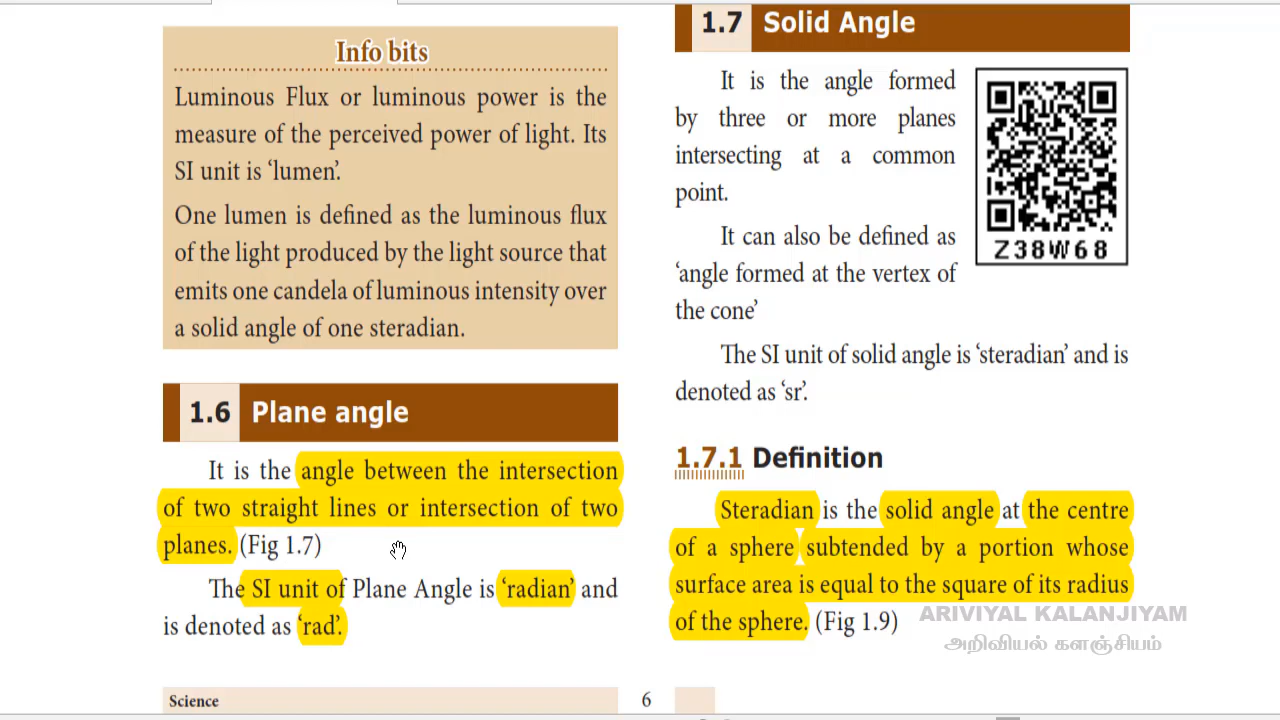 Info bits
Luminous Flux or luminous power is the
measure of the perceived power of light. Its
SI unit is ‘lumen’.
One lumen is defined as the luminous flux
of the light produced by the light source that
emits one candela of luminous intensity over
a solid angle of one steradian.
1.6 Plane angle
It is the angle between the intersection
of two straight lines or intersection of two
planes. (Fig 1.7)
The SI unit of Plane Angle is ‘radian’ and
is denoted as ‘rad’.
1.7 Solid Angle
It is the angle formed
by three or more planes
intersecting at a common
point.
It can also be defined as
‘angle formed at the vertex of
the cone’
Z38W68
The SI unit of solid angle is ‘steradian’ and is
denoted as ‘sr’.
1.7.1 Definition
Steradian is the solid angle at the centre
of a sphere subtended by a portion whose
surface area is equal to the square of its radius
of the sphere. (Fig 1.9)
ARIVIYAL KALANJIYAM
அறிவியல் களஞ்சியம்
Science
6